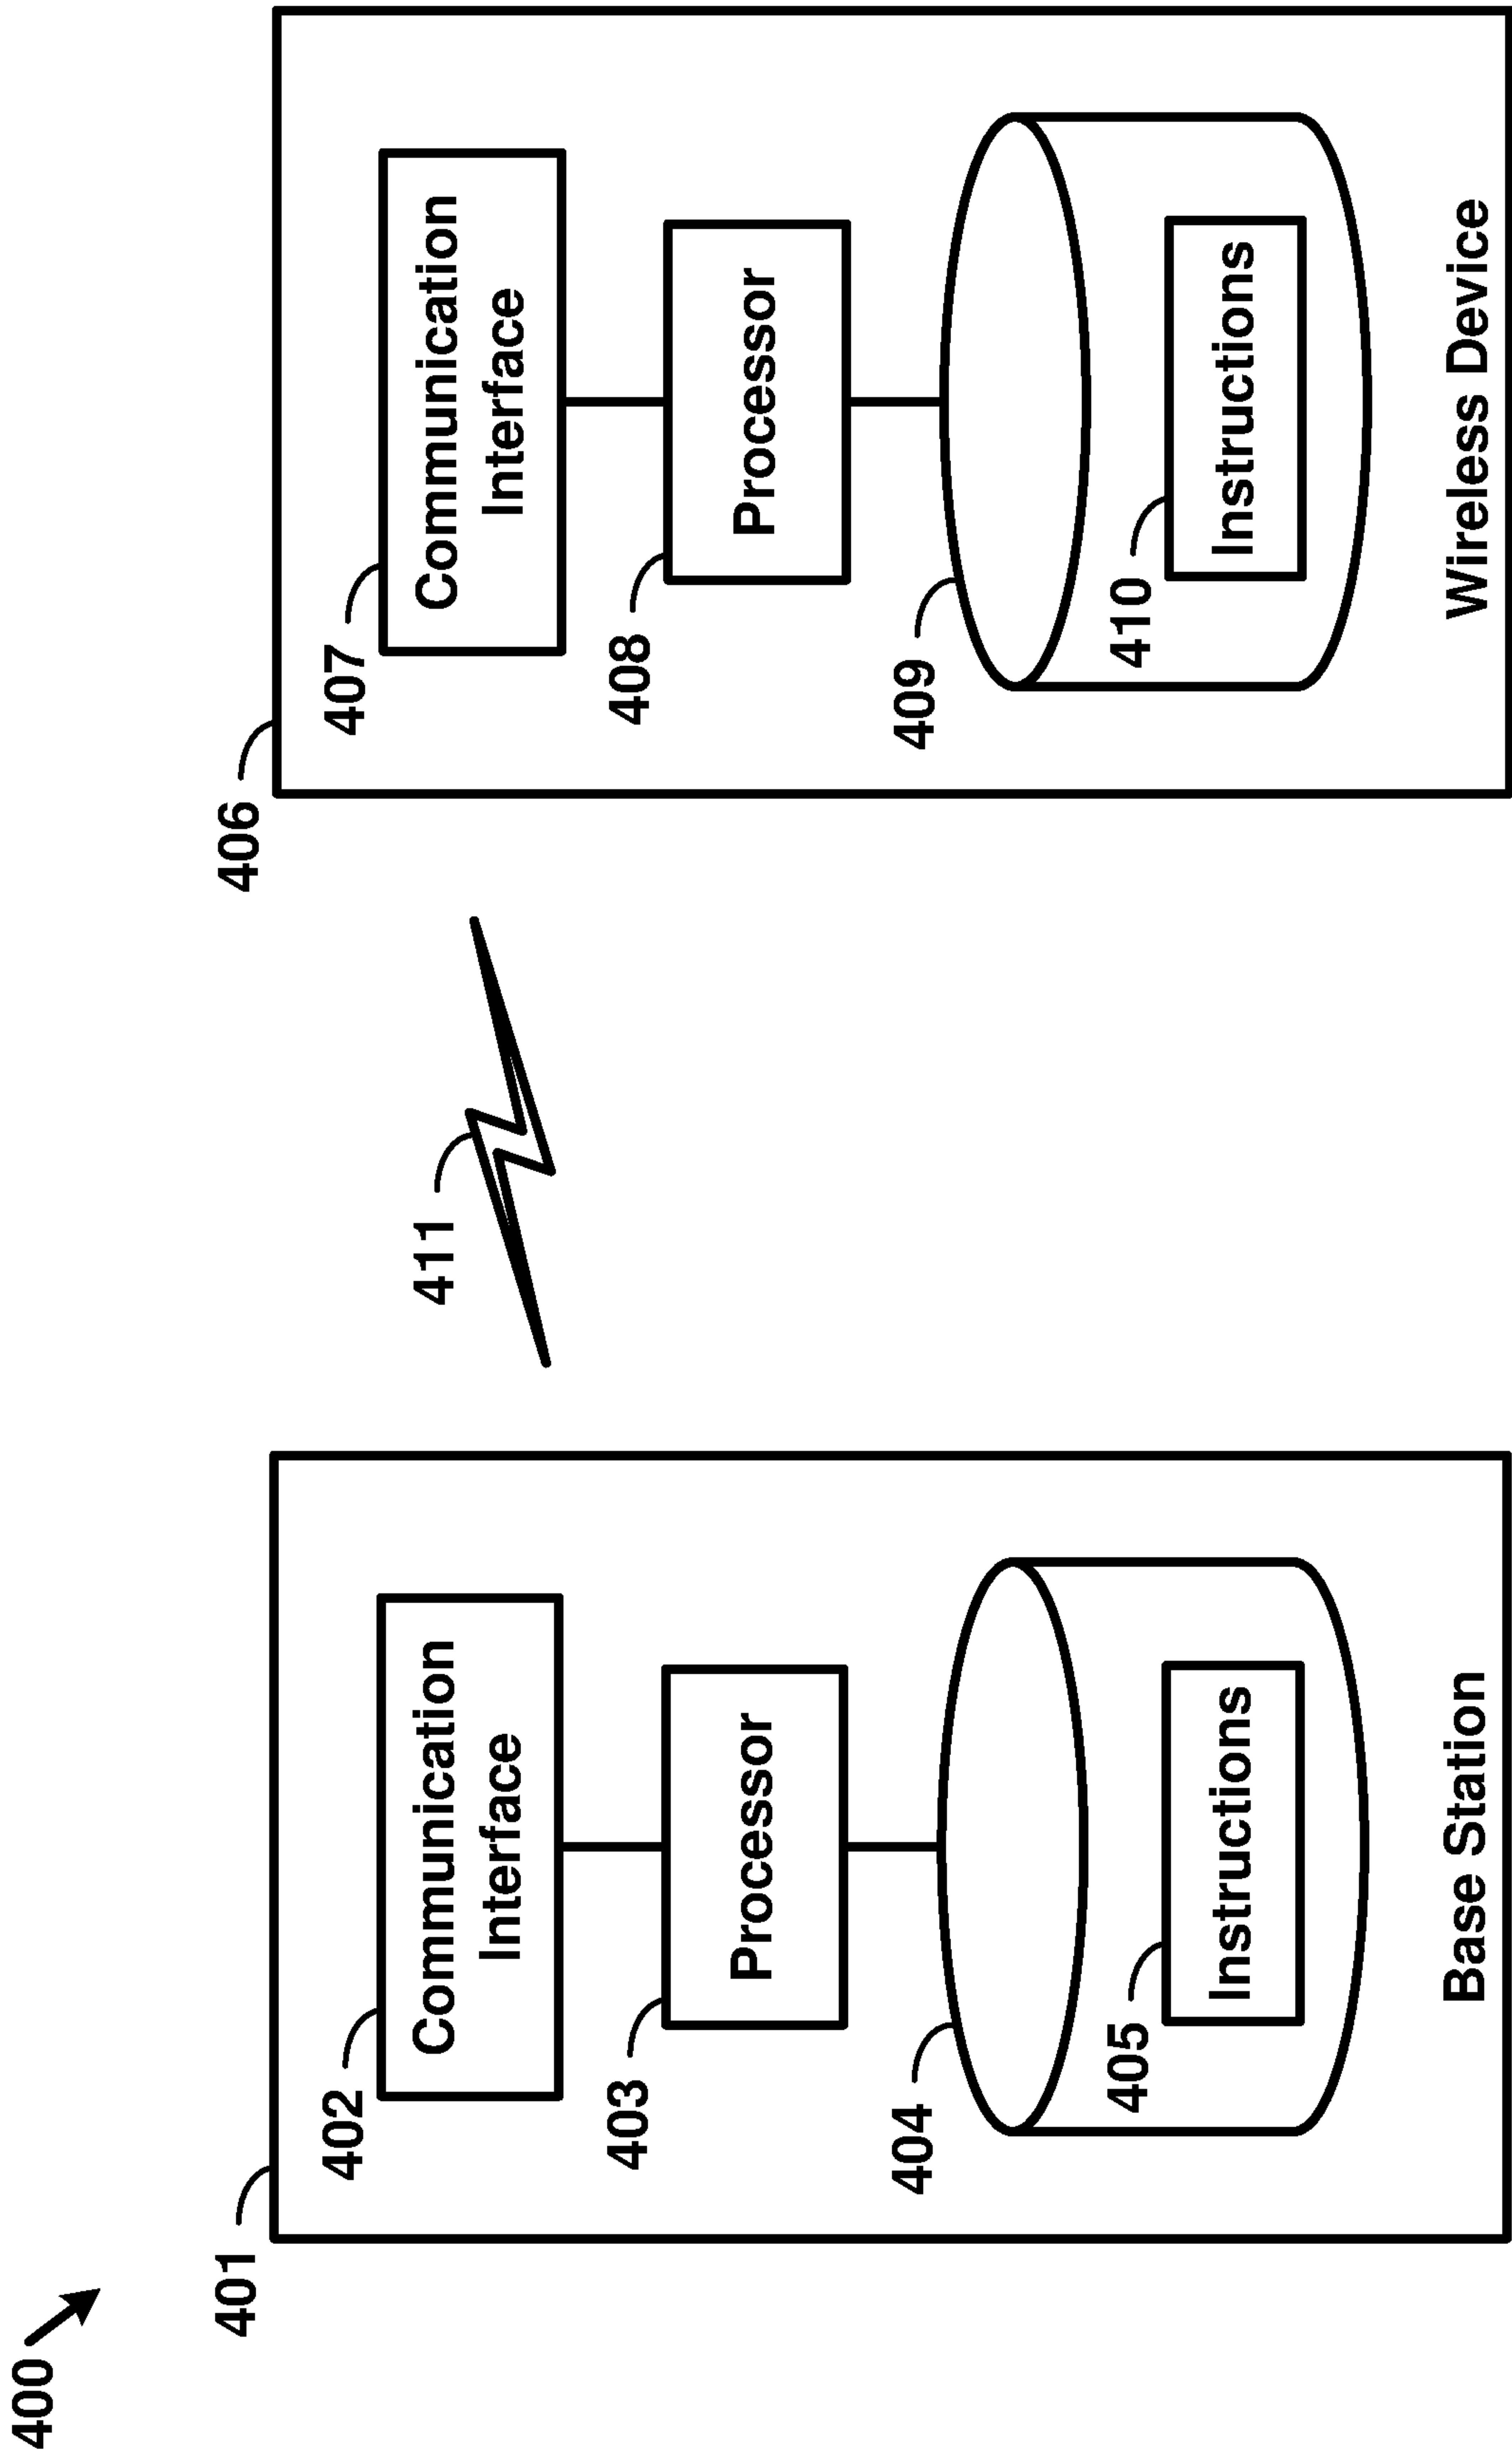 400
401
402
Communication
Interface
403
Processor
404
405
Instructions
Base Station
411
406
407
Communication
Interface
408
Processor
409
410
Instructions
Wireless Device